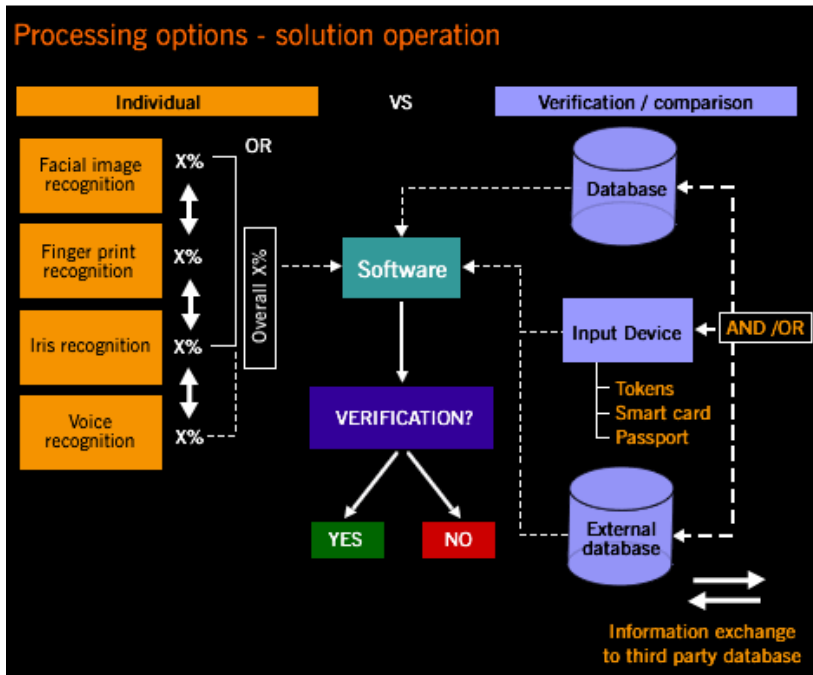 Processing options - solution operation
Individual
VS
Verification / comparison
OR
Facial image
recognition
X%
Finger print
recognition
X%
Iris recognition
X%
Voice
recognition
X%
Overall X%
Software
VERIFICATION?
YES
NO
Database
Input Device
AND /OR
Tokens
Smart card
Passport
External
database
Information exchange
to third party database